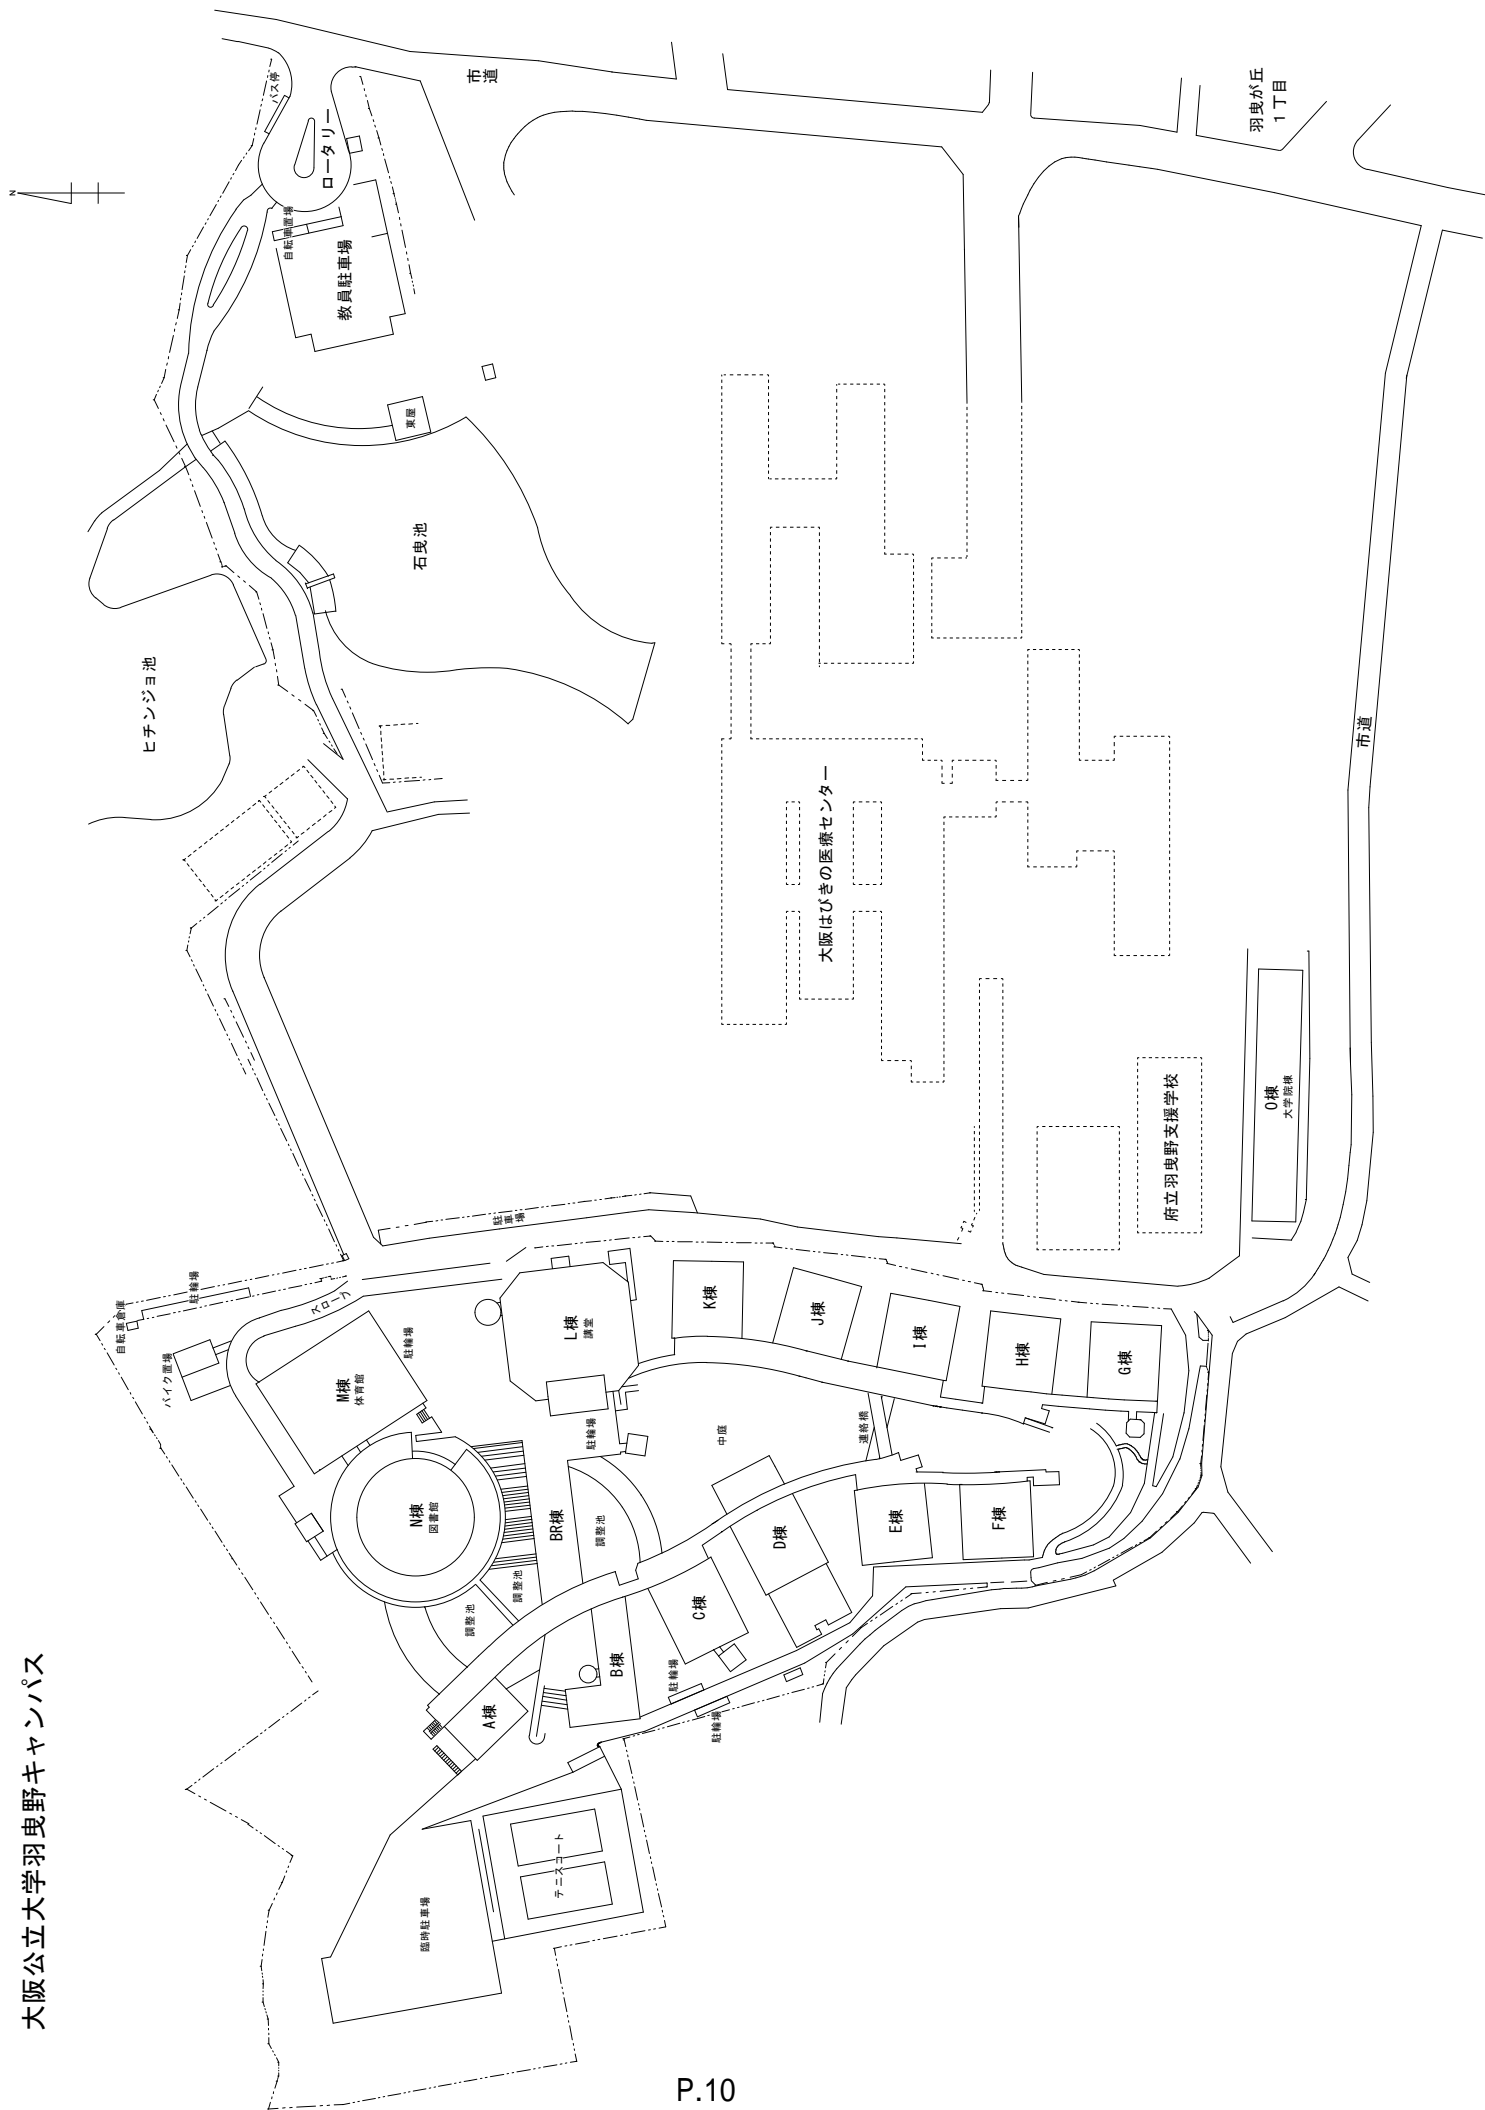 大阪公立大学羽曳野キャンパス
N
バス停
ロータリー
市
道
羽曳が丘
1丁目
自転車置場
教員駐車場
東屋
石曳池
ヒチンジョ池
大阪はびきの医療センター
市道
府立羽曳野支援学校
O棟
大学院棟
駐
車
場
自転車倉庫
駐輪場
バイク置場
スロープ
M棟
体育館
駐輪場
L棟
講堂
K棟
J棟
I棟
H棟
G棟
N棟
図書館
駐輪場
中庭
連絡橋
BR棟
調整池
調整池
調整池
D棟
E棟
F棟
C棟
B棟
A棟
駐輪場
駐輪場
テニスコート
臨時駐車場
P.10